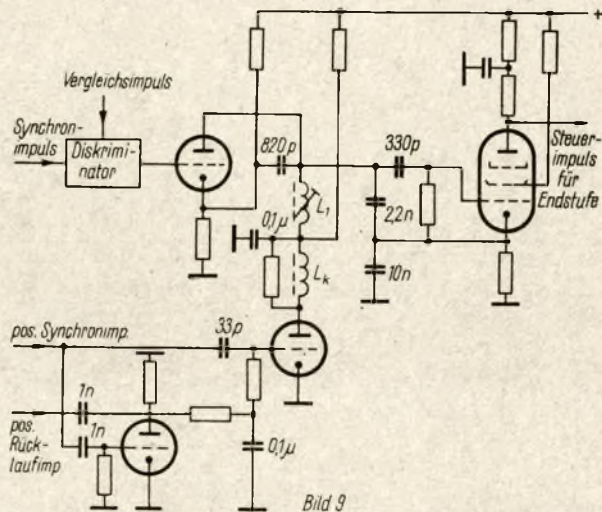 +
Vergleichsimpuls
Synchron-
impuls
Diskrimi-
nator
820p
330p
Steuer-
impuls
für
Endstufe
L₁
0,1µ
2,2n
Lₖ
10n
pos. Synchronimp.
33p
1n
pos.
Rück-
laufimp
1n
0,1µ
Bild 9